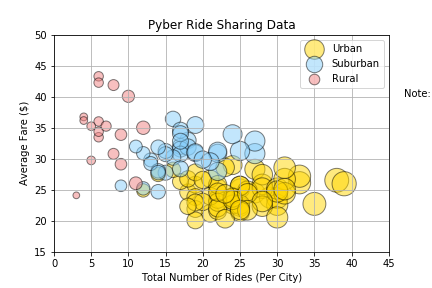 Pyber Ride Sharing Data
50
45
40
35
30
25
20
15
Average Fare ($)
Urban
Suburban
Rural
Note:
0 5 10 15 20 25 30 35 40 45
Total Number of Rides (Per City)